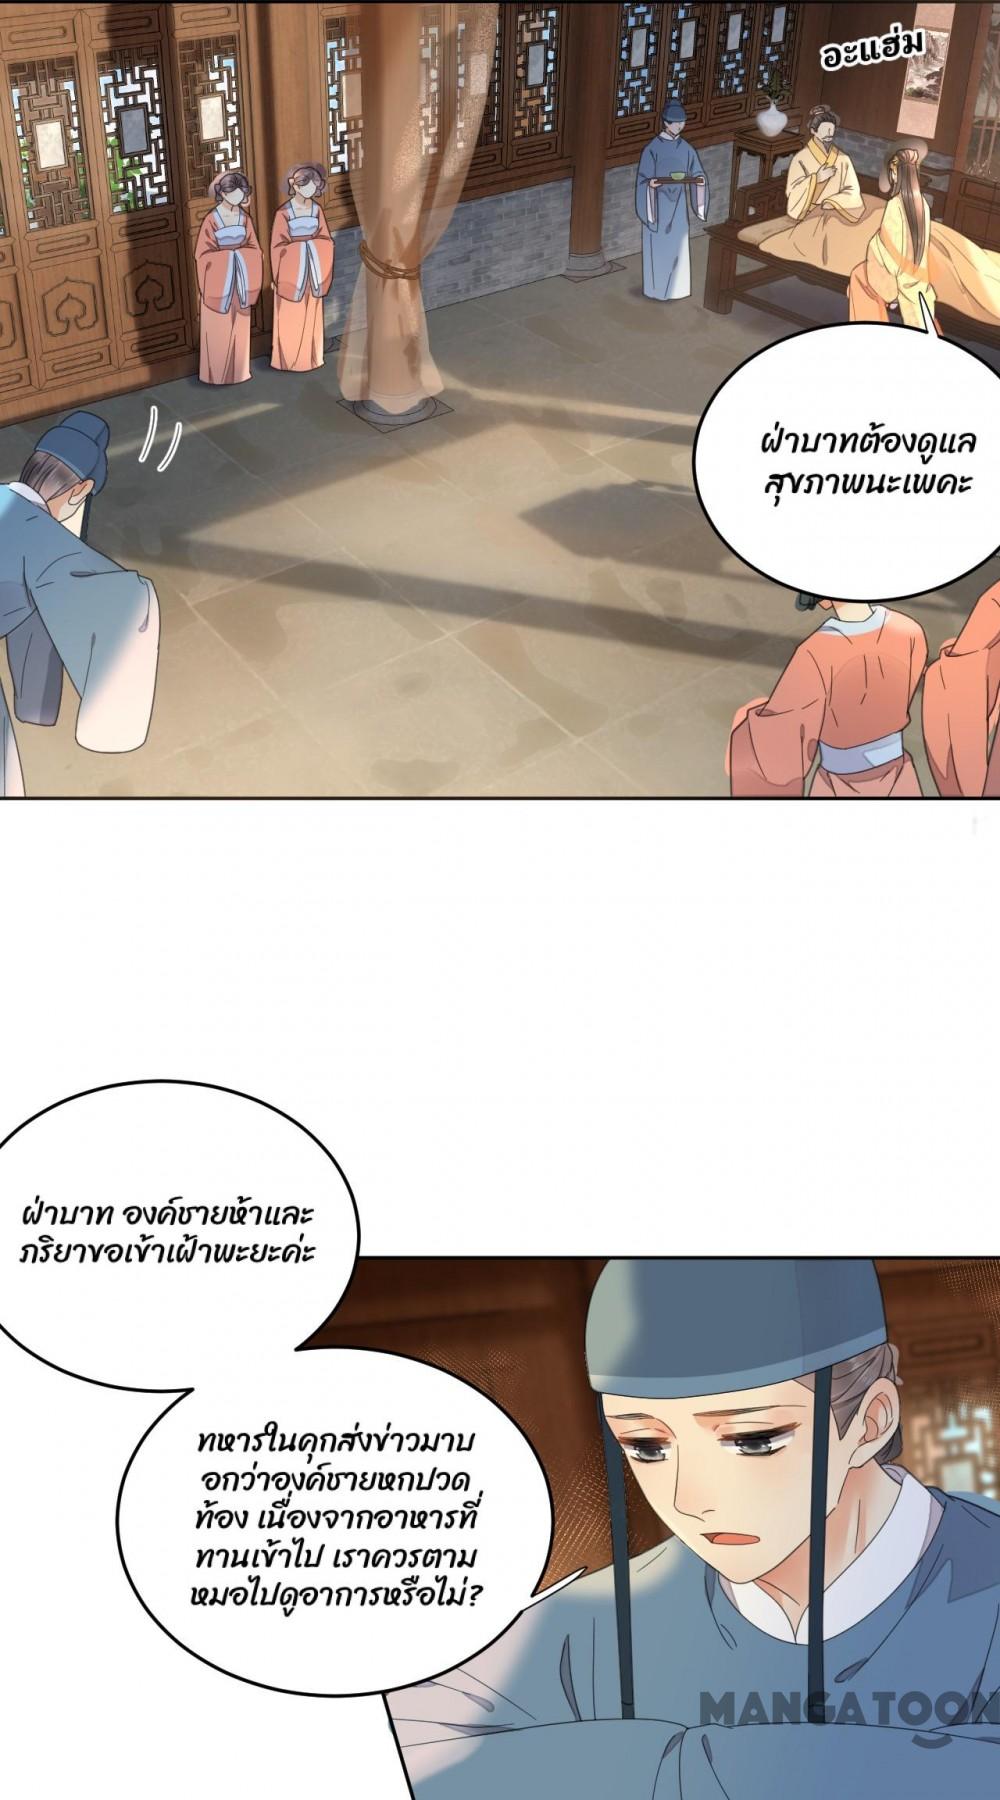 อะแฮ่ม
ฝ่าบาทต้องดูแล
สุขภาพนะเพคะ
ฝ่าบาท องค์ชายห้าและ
ภริยาขอเข้าเฝ้าพะยะค่ะ
ทหารในคุกส่งข่าวมาบ
อกว่าองค์ชายหกปวด
ท้อง เนื่องจากอาหารที่
ทานเข้าไป เราควรตาม
หมอไปดูอาการหรือไม่?
MANGATOON